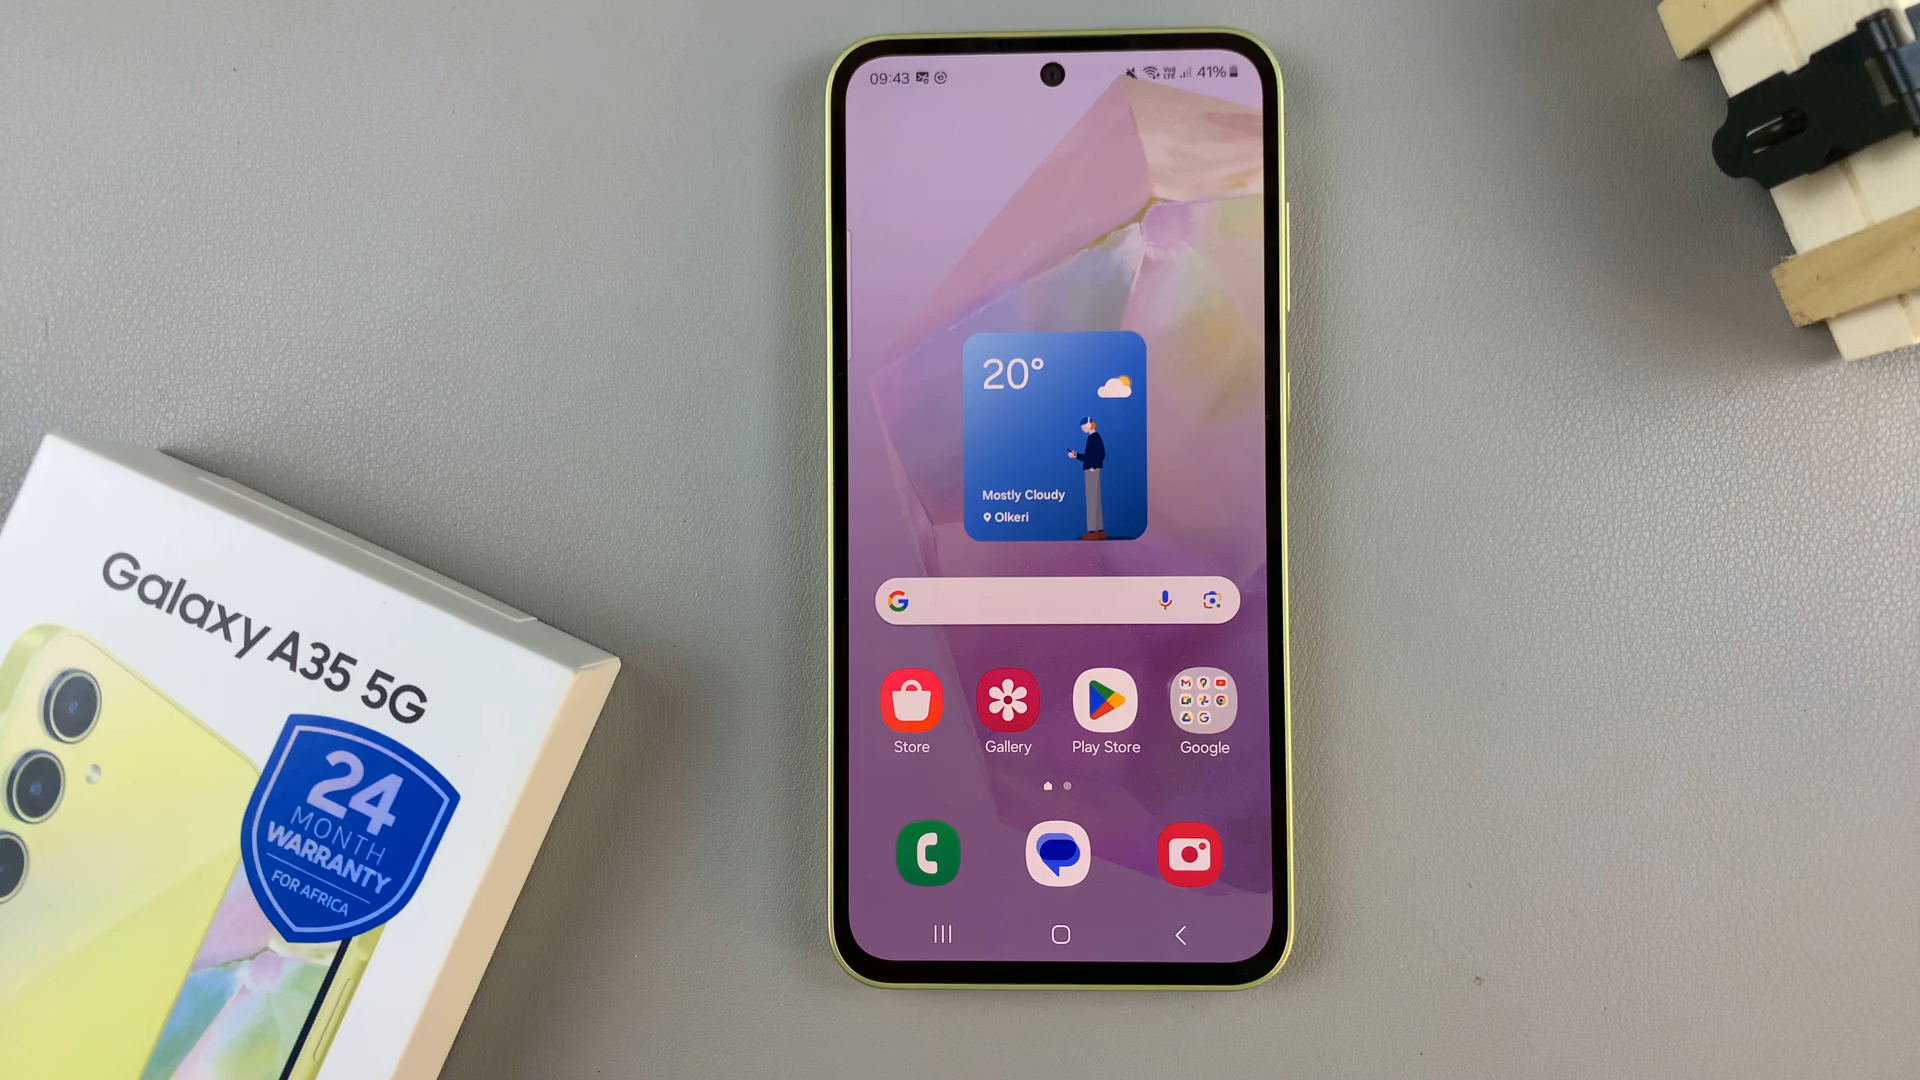 09:43
VoLTE 41%
20°
Mostly Cloudy
Olkeri
G
Store
Gallery
Play Store
Google
Galaxy A35 5G
24
MONTH
WARRANTY
FOR AFRICA